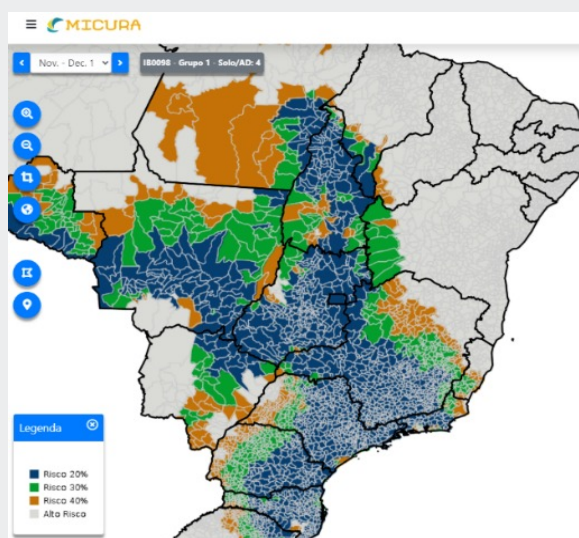 MICURA
Nov. - Dec. 1
IB0098 - Grupo 1 - Solo/AD: 4
Legenda
Risco 20%
Risco 30%
Risco 40%
Alto Risco